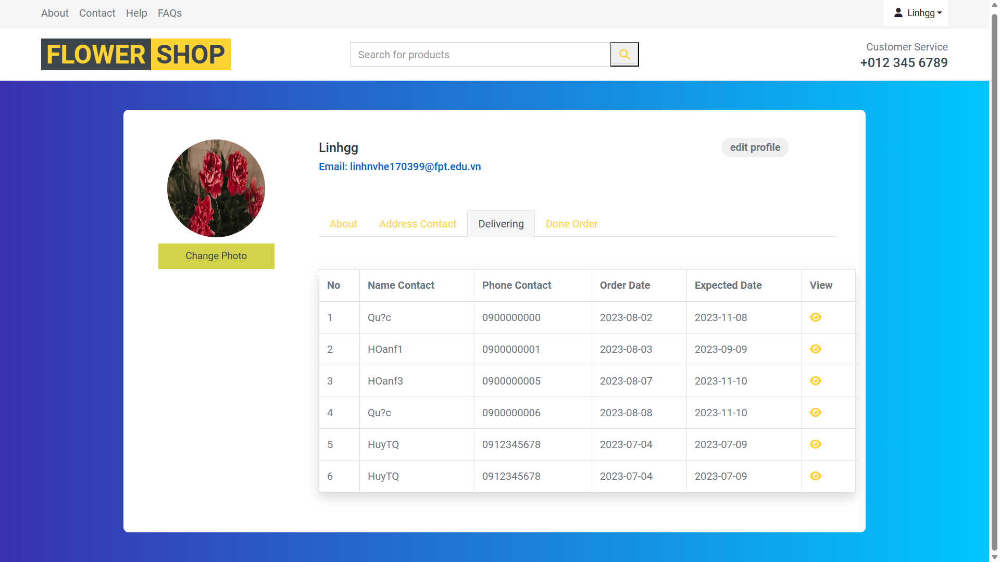 About Contact Help FAQs Linhgg
FLOWER SHOP
Search for products
Customer Service
+012 345 6789
Linhgg
edit profile
Email: linhnvhe170399@fpt.edu.vn
About Address Contact Delivering Done Order
Change Photo
No Name Contact Phone Contact Order Date Expected Date View
1 Qu?c 0900000000 2023-08-02 2023-11-08
2 HOanf1 0900000001 2023-08-03 2023-09-09
3 HOanf3 0900000005 2023-08-07 2023-11-10
4 Qu?c 0900000006 2023-08-08 2023-11-10
5 HuyTQ 0912345678 2023-07-04 2023-07-09
6 HuyTQ 0912345678 2023-07-04 2023-07-09